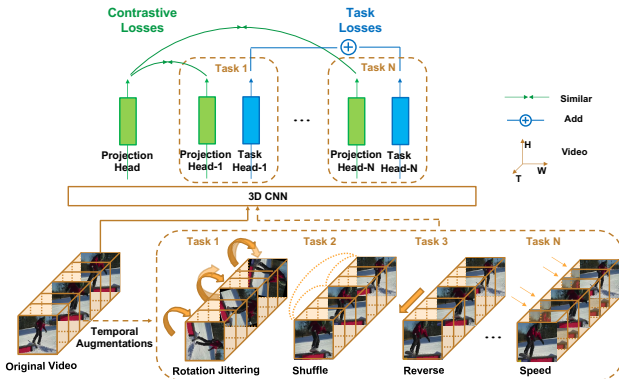 Contrastive
Losses
Task
Losses
Task 1
Task N
Projection
Head
Projection
Head-1
Task
Head-1
...
Projection
Head-N
Task
Head-N
Similar
Add
H
W
T
Video
3D CNN
Task 1
Task 2
Task 3
Task N
Temporal
Augmentations
...
Original Video
Rotation Jittering
Shuffle
Reverse
Speed